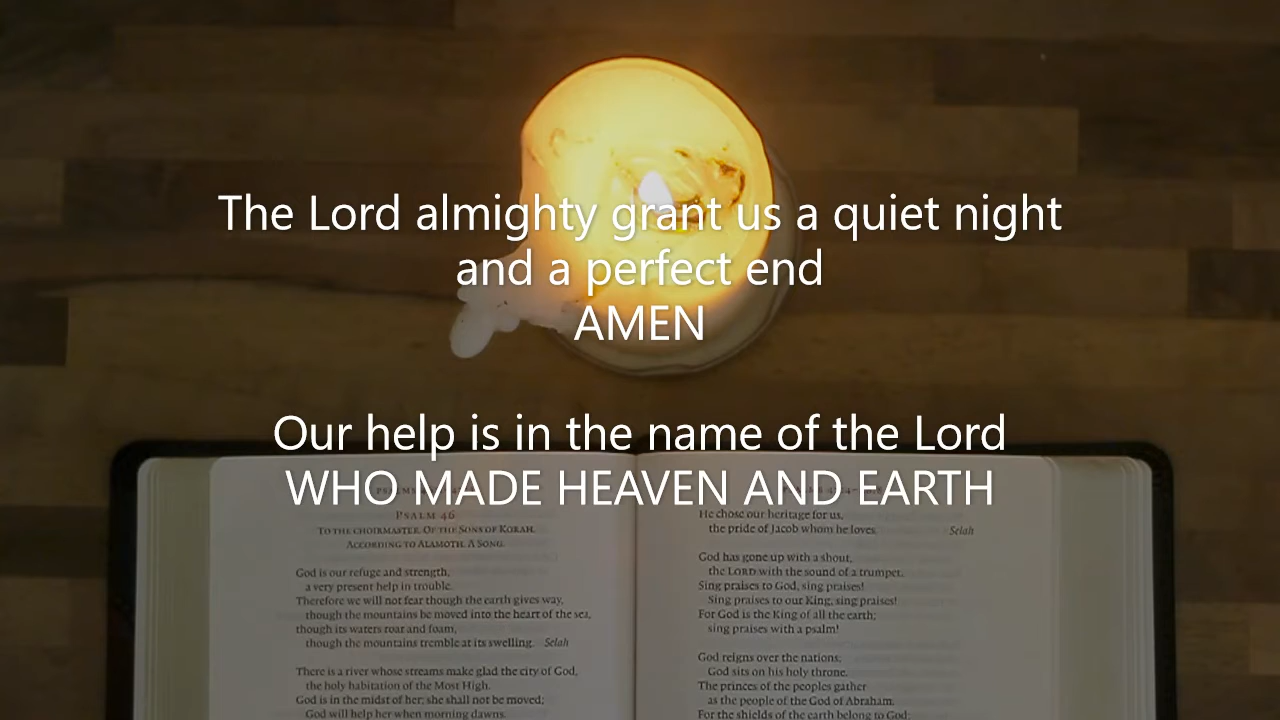 The Lord almighty grant us a quiet night
and a perfect end
AMEN
Our help is in the name of the Lord
WHO MADE HEAVEN AND EARTH
PSALM 46
TO THE CHOIRMASTER. OF THE SONS OF KORAH.
ACCORDING TO ALAMOTH. A SONG.
God is our refuge and strength,
a very present help in trouble.
Therefore we will not fear though the earth gives way,
though the mountains be moved into the heart of the sea,
though its waters roar and foam,
though the mountains tremble at its swelling. Selah
There is a river whose streams make glad the city of God,
the holy habitation of the Most High.
God is in the midst of her; she shall not be moved;
God will help her when morning dawns.
He chose our heritage for us,
the pride of Jacob whom he loves. Selah
God has gone up with a shout,
the LORD with the sound of a trumpet.
Sing praises to God, sing praises!
Sing praises to our King, sing praises!
For God is the King of all the earth;
sing praises with a psalm!
God reigns over the nations;
God sits on his holy throne.
The princes of the peoples gather
as the people of the God of Abraham.
For the shields of the earth belong to God;